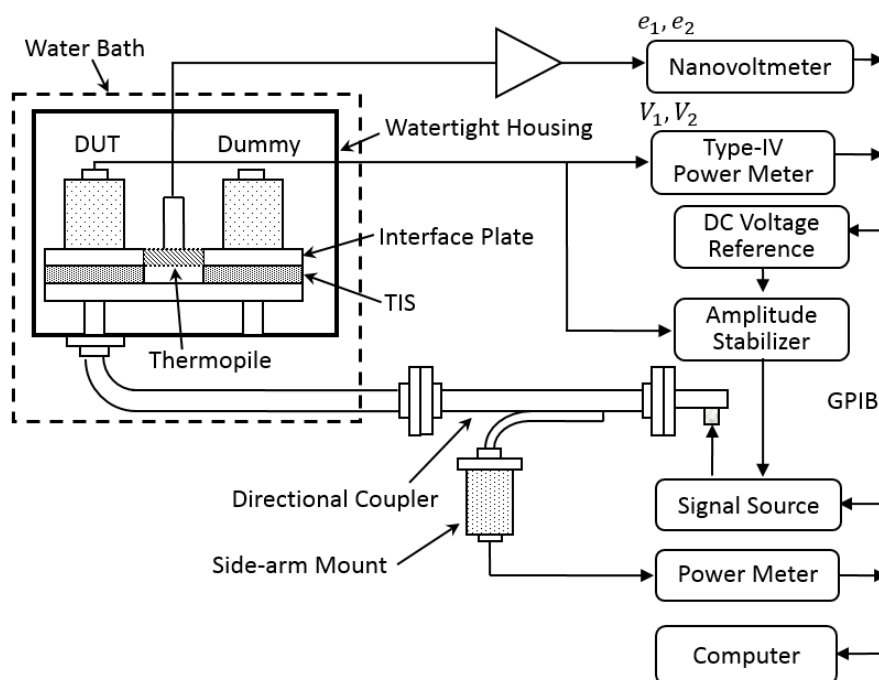 e₁, e₂
Water Bath
Nanovoltmeter
V₁, V₂
Watertight Housing
DUT
Dummy
Type-IV
Power Meter
DC Voltage
Reference
Interface Plate
TIS
Amplitude
Stabilizer
Thermopile
GPIB
Directional Coupler
Signal Source
Side-arm Mount
Power Meter
Computer